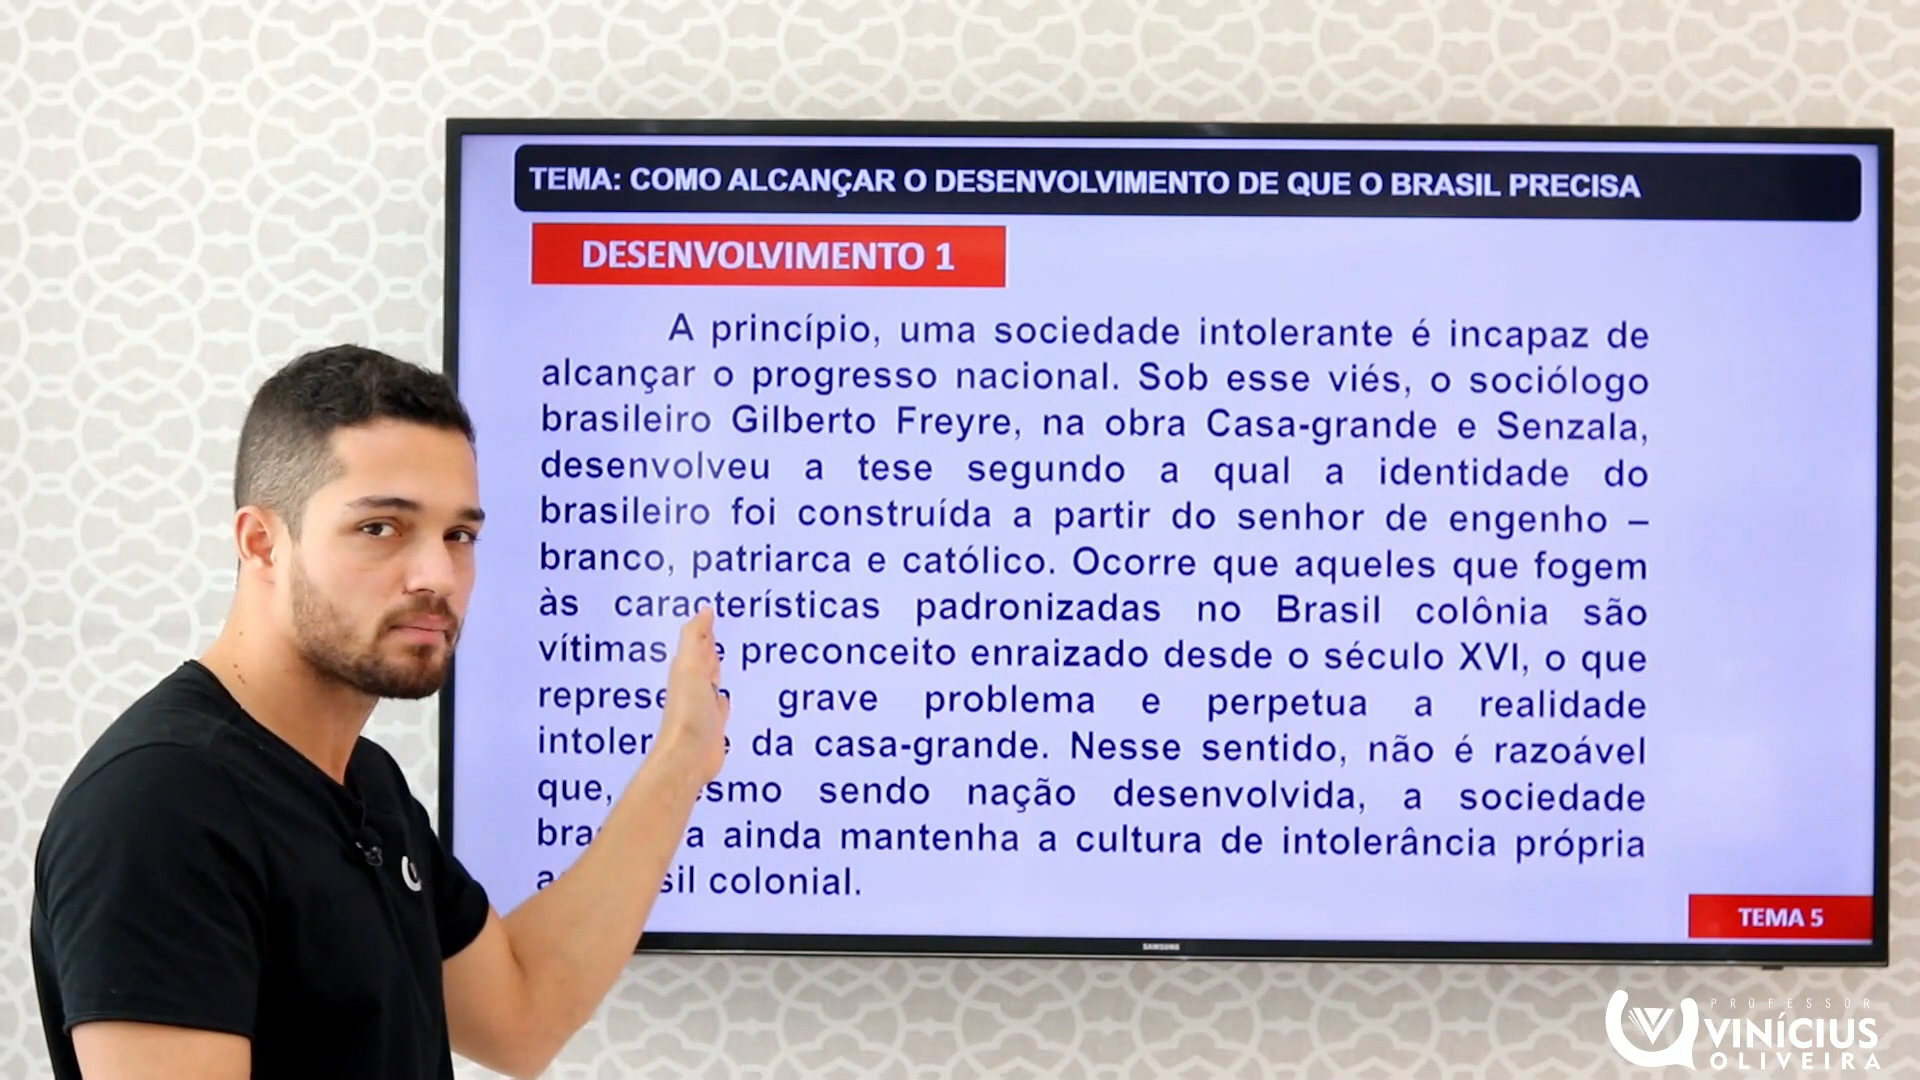 TEMA: COMO ALCANÇAR O DESENVOLVIMENTO DE QUE O BRASIL PRECISA
DESENVOLVIMENTO 1
A princípio, uma sociedade intolerante é incapaz de
alcançar o progresso nacional. Sob esse viés, o sociólogo
brasileiro Gilberto Freyre, na obra Casa-grande e Senzala,
desenvolveu a tese segundo a qual a identidade do
brasileiro foi construída a partir do senhor de engenho –
branco, patriarca e católico. Ocorre que aqueles que fogem
às características padronizadas no Brasil colônia são
vítimas preconceito enraizado desde o século XVI, o que
grave problema e perpetua a realidade
da casa-grande. Nesse sentido, não é razoável
que, sendo nação desenvolvida, a sociedade
ainda mantenha a cultura de intolerância própria
colonial.
TEMA 5
SAMSUNG
PROFESSOR
VINÍCIUS
OLIVEIRA